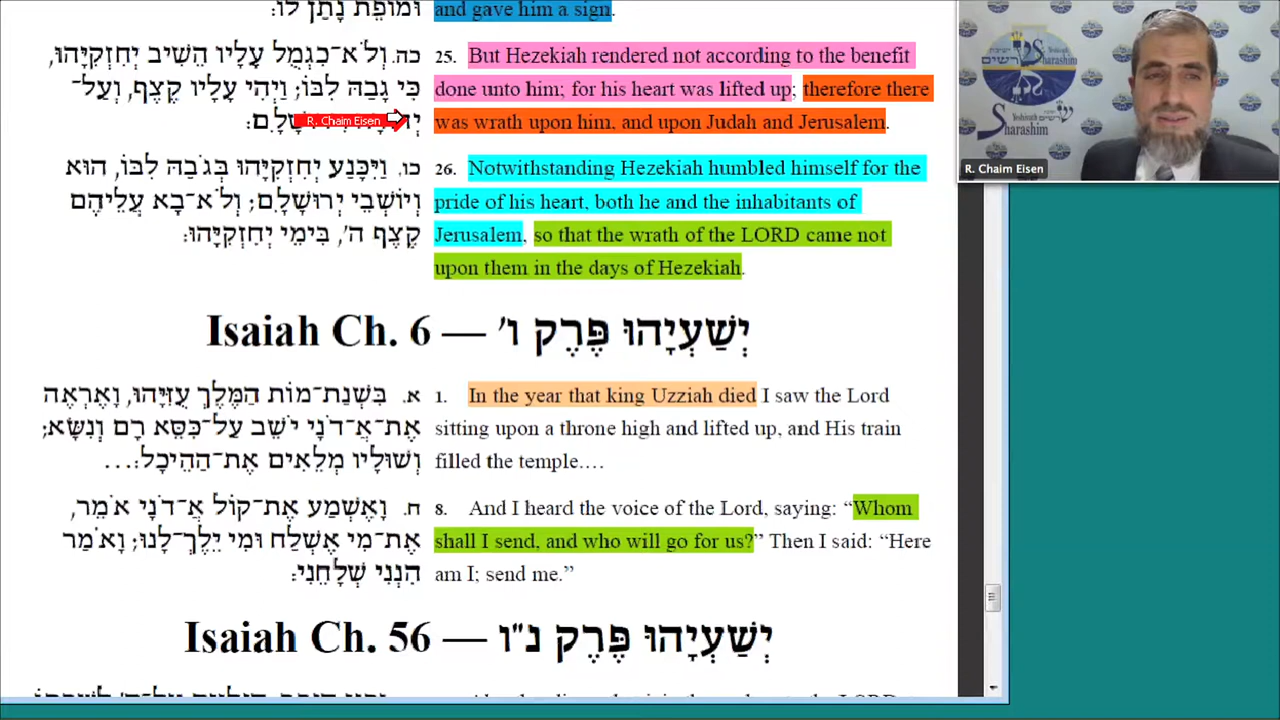 וּמוֹפֵת נָתַן לוֹ:
and gave him a sign.
כה. וְלֹא־כִגְמֻל עָלָיו הֵשִׁיב יְחִזְקִיָּהוּ,
כִּי גָבַהּ לִבּוֹ; וַיְהִי עָלָיו קֶצֶף, וְעַל־
25. But Hezekiah rendered not according to the benefit
done unto him; for his heart was lifted up; therefore there
was wrath upon him, and upon Judah and Jerusalem.
R. Chaim Eisen
כו. וַיִּכָּנַע יְחִזְקִיָּהוּ בְּגֹבַהּ לִבּוֹ, הוּא
וְיוֹשְׁבֵי יְרוּשָׁלִָם; וְלֹא־בָא עֲלֵיהֶם
קֶצֶף ה', בִּימֵי יְחִזְקִיָּהוּ:
26. Notwithstanding Hezekiah humbled himself for the
pride of his heart, both he and the inhabitants of
Jerusalem, so that the wrath of the LORD came not
upon them in the days of Hezekiah.
Isaiah Ch. 6 — יְשַׁעְיָהוּ פֶּרֶק ו'
א. בִּשְׁנַת־מוֹת הַמֶּלֶךְ עֻזִּיָּהוּ, וָאֶרְאֶה
אֶת־אֲ־דֹנָי יֹשֵׁב עַל־כִּסֵּא רָם וְנִשָּׂא;
וְשׁוּלָיו מְלֵאִים אֶת־הַהֵיכָל:...
1. In the year that king Uzziah died I saw the Lord
sitting upon a throne high and lifted up, and His train
filled the temple....
ח. וָאֶשְׁמַע אֶת־קוֹל אֲ־דֹנָי אֹמֵר,
אֶת־מִי אֶשְׁלַח וּמִי יֵלֶךְ־לָנוּ; וָאֹמַר
הִנְנִי שְׁלָחֵנִי:
8. And I heard the voice of the Lord, saying: “Whom
shall I send, and who will go for us?” Then I said: “Here
am I; send me.”
Isaiah Ch. 56 — יְשַׁעְיָהוּ פֶּרֶק נ"ו
Yeshivath
Sharashim
R. Chaim Eisen